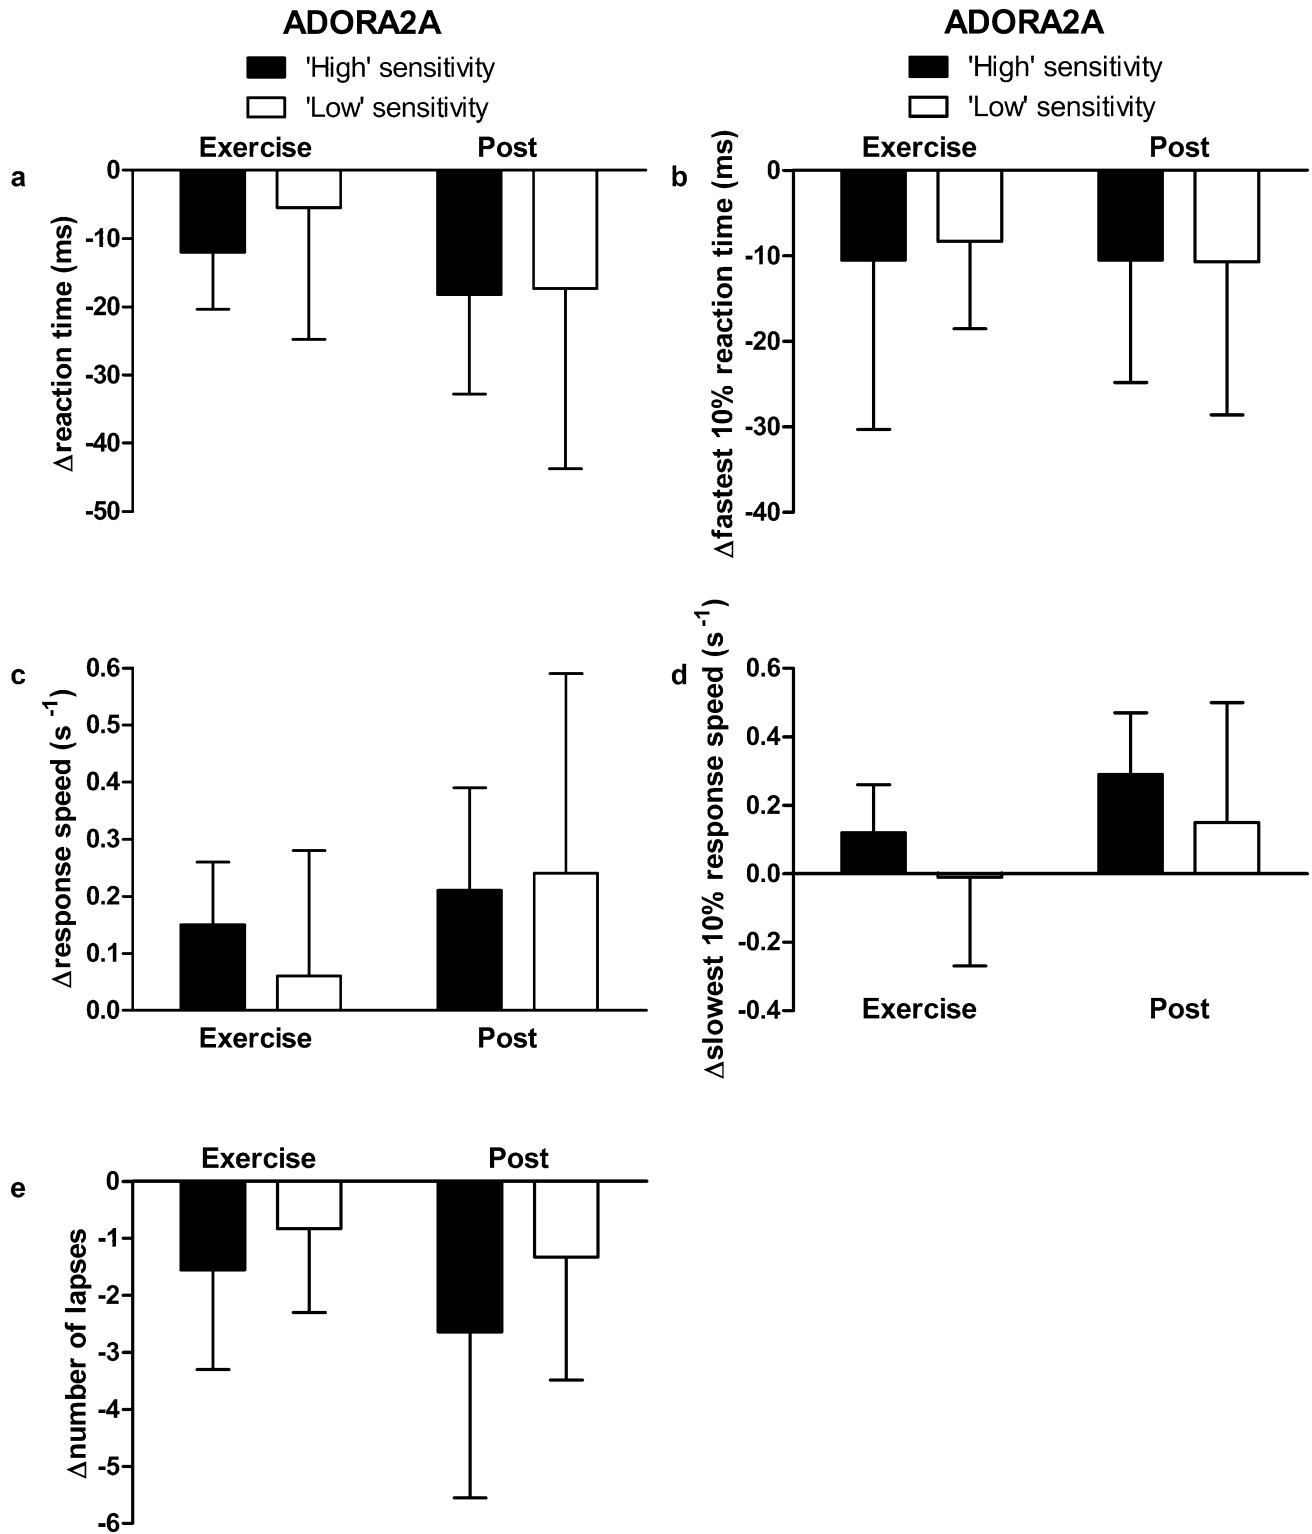 ADORA2A
'High' sensitivity
'Low' sensitivity
a
Exercise Post
0
-10
-20
-30
-40
-50
Δreaction time (ms)
ADORA2A
'High' sensitivity
'Low' sensitivity
b
Exercise Post
0
-10
-20
-30
-40
Δfastest 10% reaction time (ms)
c
0.6
0.5
0.4
0.3
0.2
0.1
0.0
Δresponse speed (s⁻¹)
Exercise Post
d
0.6
0.4
0.2
0.0
-0.2
-0.4
Δslowest 10% response speed (s⁻¹)
Exercise Post
e
Exercise Post
0
-1
-2
-3
-4
-5
-6
Δnumber of lapses